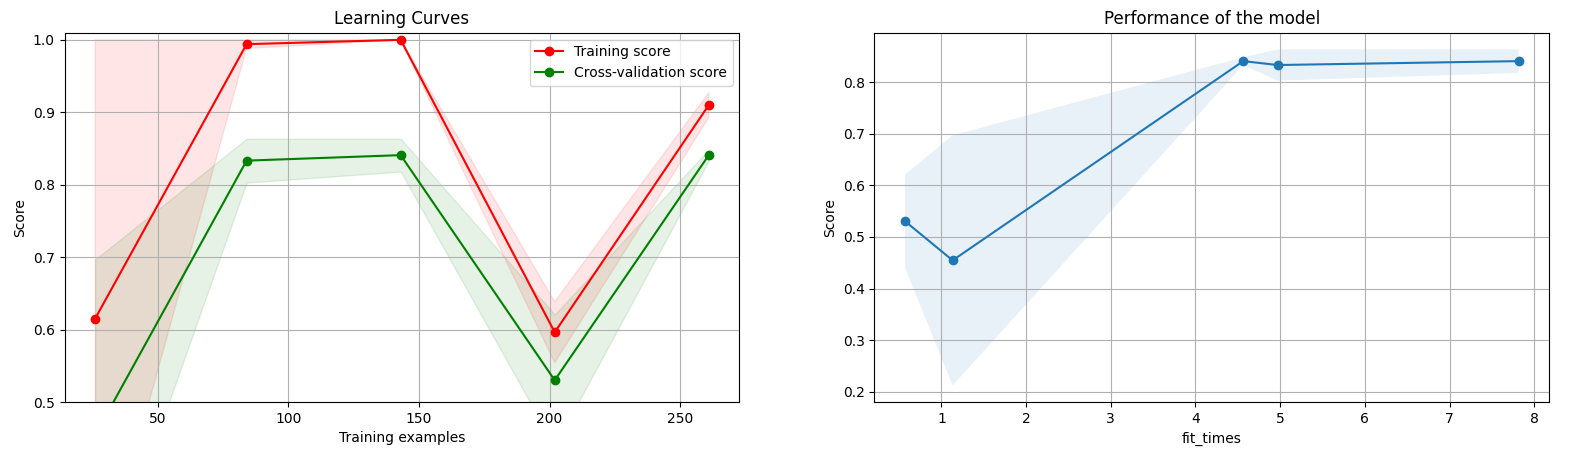 Learning Curves
1.0
0.9
0.8
0.7
0.6
0.5
Score
Training score
Cross-validation score
50 100 150 200 250
Training examples
Performance of the model
0.8
0.7
0.6
0.5
0.4
0.3
0.2
Score
1 2 3 4 5 6 7 8
fit_times